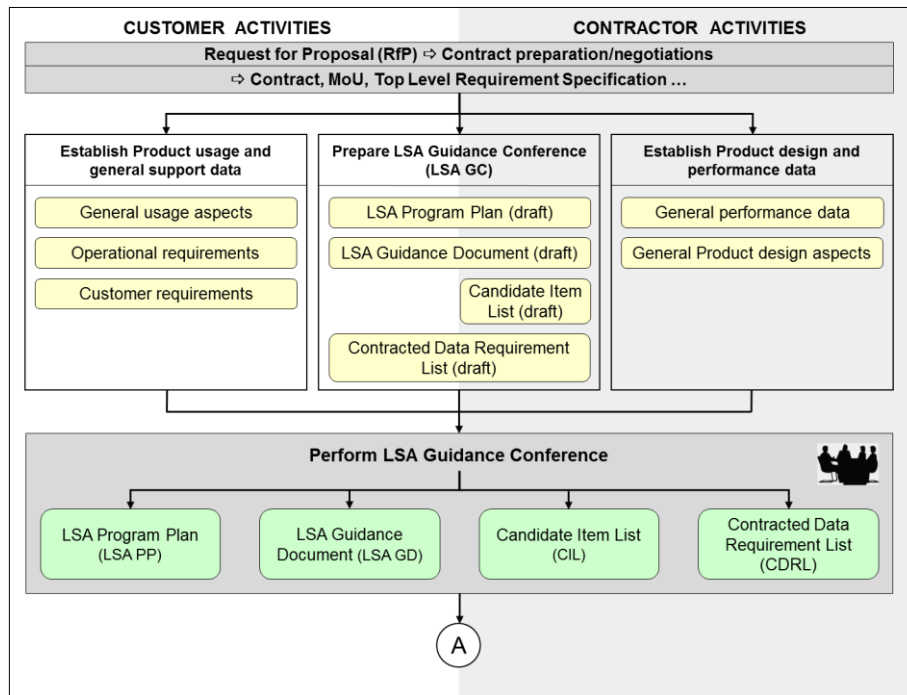 CUSTOMER ACTIVITIES
CONTRACTOR ACTIVITIES
Request for Proposal (RfP) ⇨ Contract preparation/negotiations
⇨ Contract, MoU, Top Level Requirement Specification ...
Establish Product usage and
general support data
General usage aspects
Operational requirements
Customer requirements
Prepare LSA Guidance Conference
(LSA GC)
LSA Program Plan (draft)
LSA Guidance Document (draft)
Candidate Item
List (draft)
Contracted Data Requirement
List (draft)
Establish Product design and
performance data
General performance data
General Product design aspects
Perform LSA Guidance Conference
LSA Program Plan
(LSA PP)
LSA Guidance
Document (LSA GD)
Candidate Item List
(CIL)
Contracted Data
Requirement List
(CDRL)
A